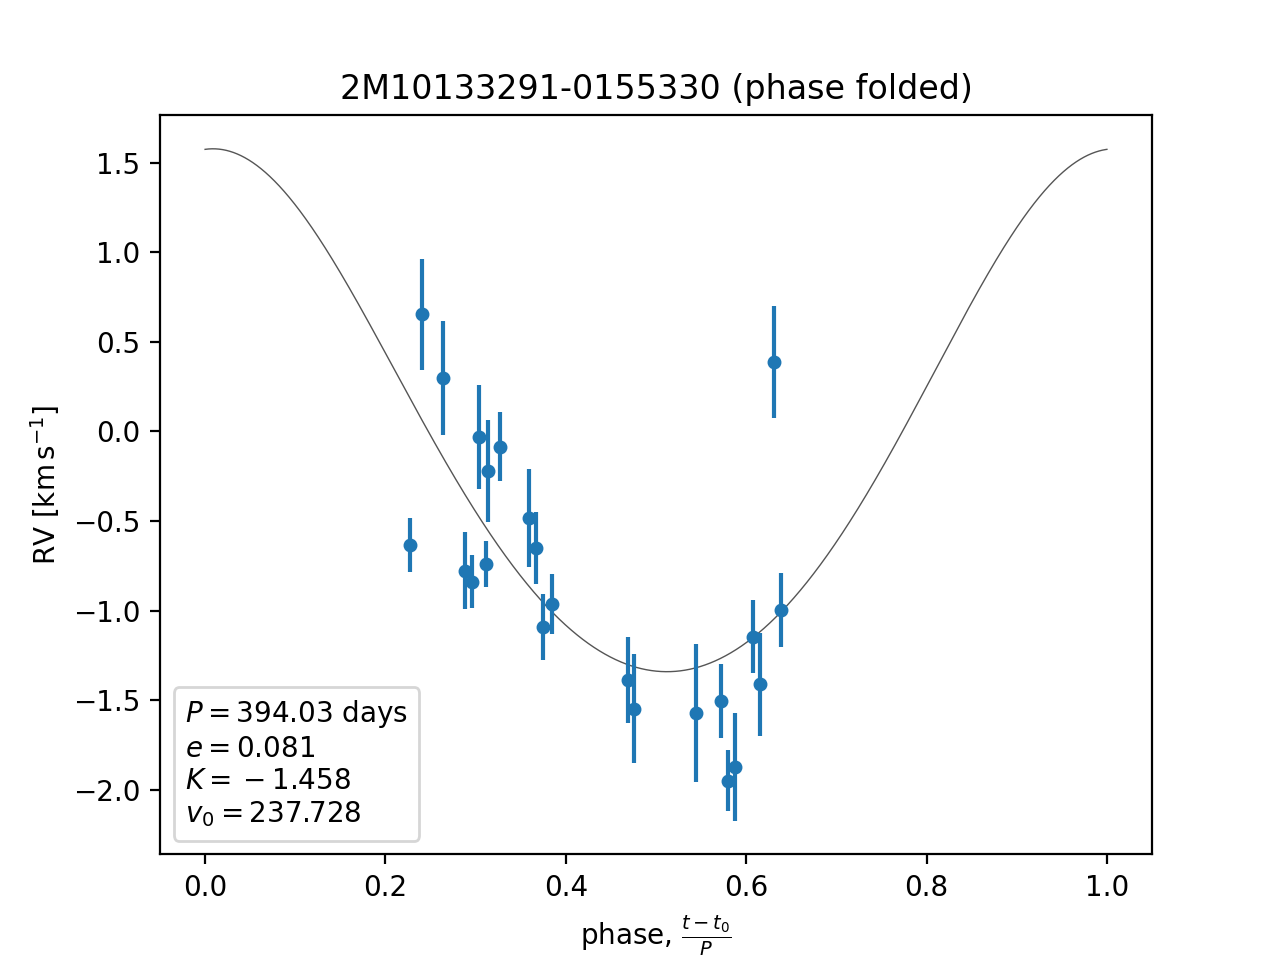 2M10133291-0155330 (phase folded)
1.5
1.0
0.5
0.0
−0.5
−1.0
−1.5
−2.0
RV [km s⁻¹]
P = 394.03 days
e = 0.081
K = − 1.458
v₀ = 237.728
0.0 0.2 0.4 0.6 0.8 1.0
phase, (t − t₀)/P